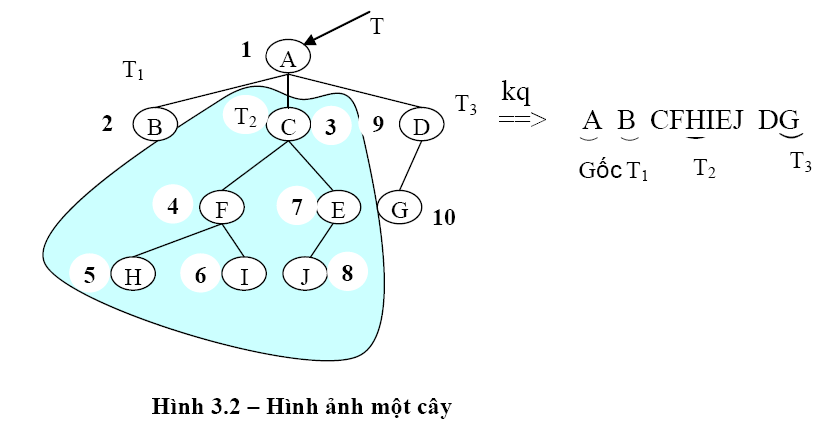 T
1 A
T1
2 B T2 C 3 9 D T3
kq
==> A B CFHIEJ DG
Gốc T1 T2 T3
4 F 7 E G 10
5 H 6 I J 8
Hình 3.2 – Hình ảnh một cây